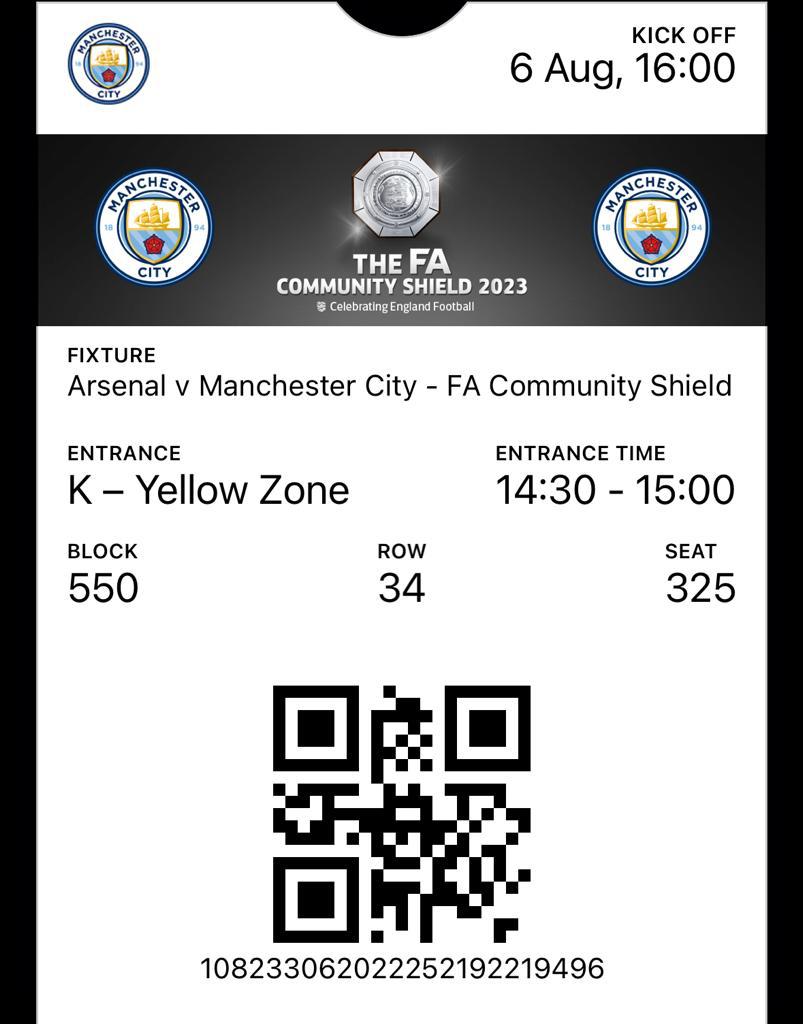 MANCHESTER
18 94
CITY
KICK OFF
6 Aug, 16:00
MANCHESTER
18 94
CITY
THE FA
COMMUNITY SHIELD 2023
Celebrating England Football
MANCHESTER
18 94
CITY
FIXTURE
Arsenal v Manchester City - FA Community Shield
ENTRANCE
K – Yellow Zone
ENTRANCE TIME
14:30 - 15:00
BLOCK
550
ROW
34
SEAT
325
10823306202225219221​9496